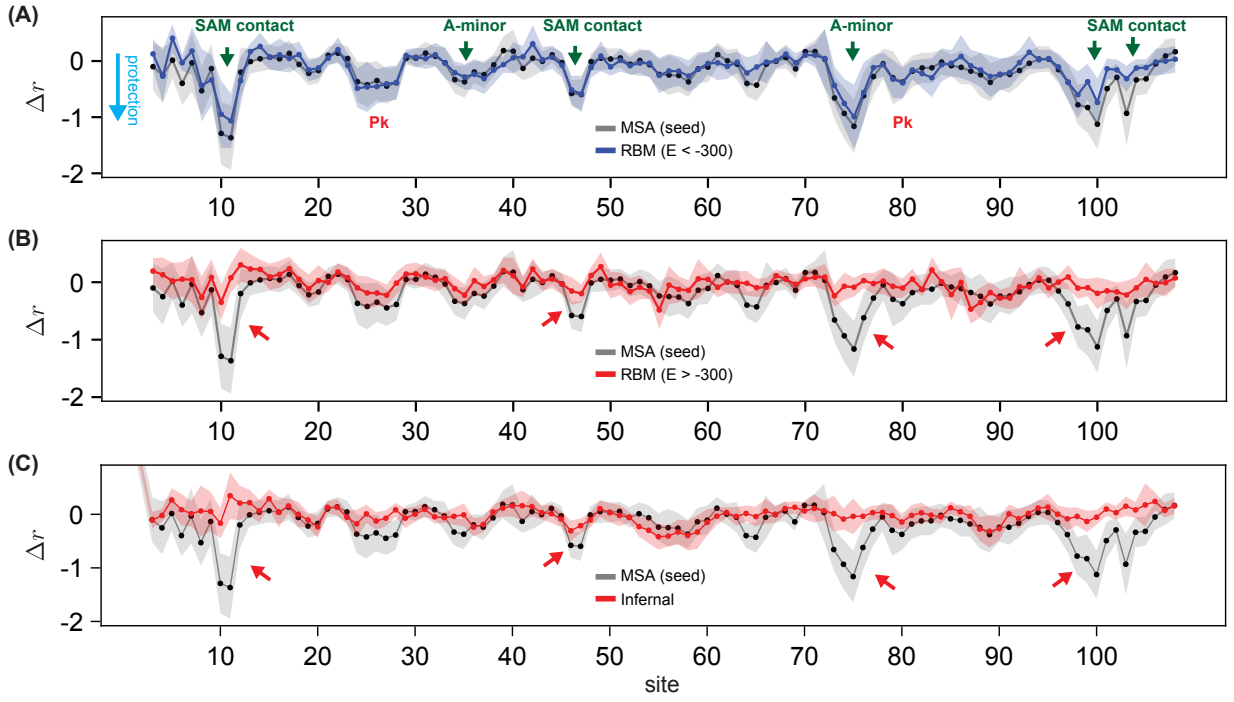 (A)
SAM contact
A-minor
SAM contact
A-minor
SAM contact
0
-1
-2
Δr
protection
Pk
Pk
MSA (seed)
RBM (E < -300)
10 20 30 40 50 60 70 80 90 100
(B)
0
-1
-2
Δr
MSA (seed)
RBM (E > -300)
10 20 30 40 50 60 70 80 90 100
(C)
0
-1
-2
Δr
MSA (seed)
Infernal
10 20 30 40 50 60 70 80 90 100
site